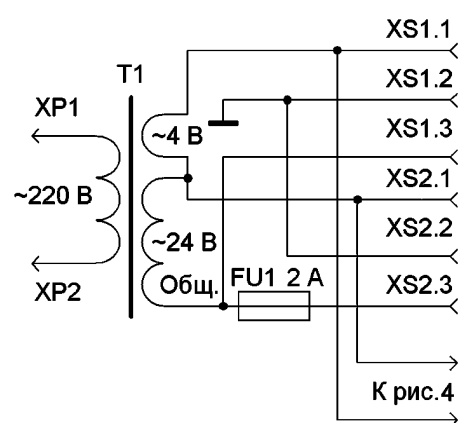 XS1.1
T1
XS1.2
XP1
~4 В
XS1.3
~220 В
XS2.1
~24 В
XS2.2
XP2
Общ.
FU1 2 А
XS2.3
К рис.4